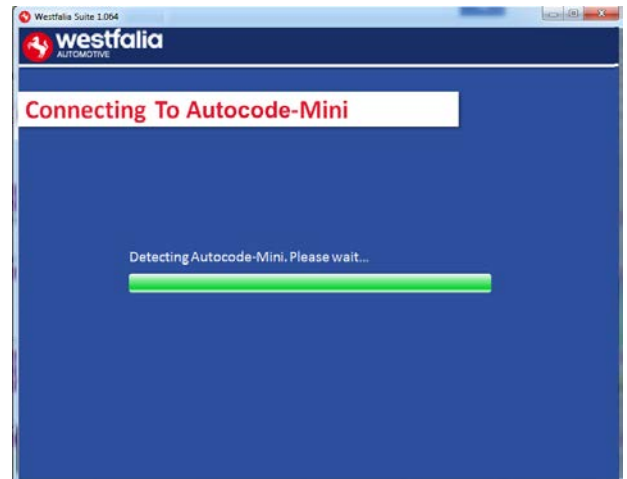 Westfalia Suite 1.064
westfalia
AUTOMOTIVE
Connecting To Autocode-Mini
Detecting Autocode-Mini. Please wait...